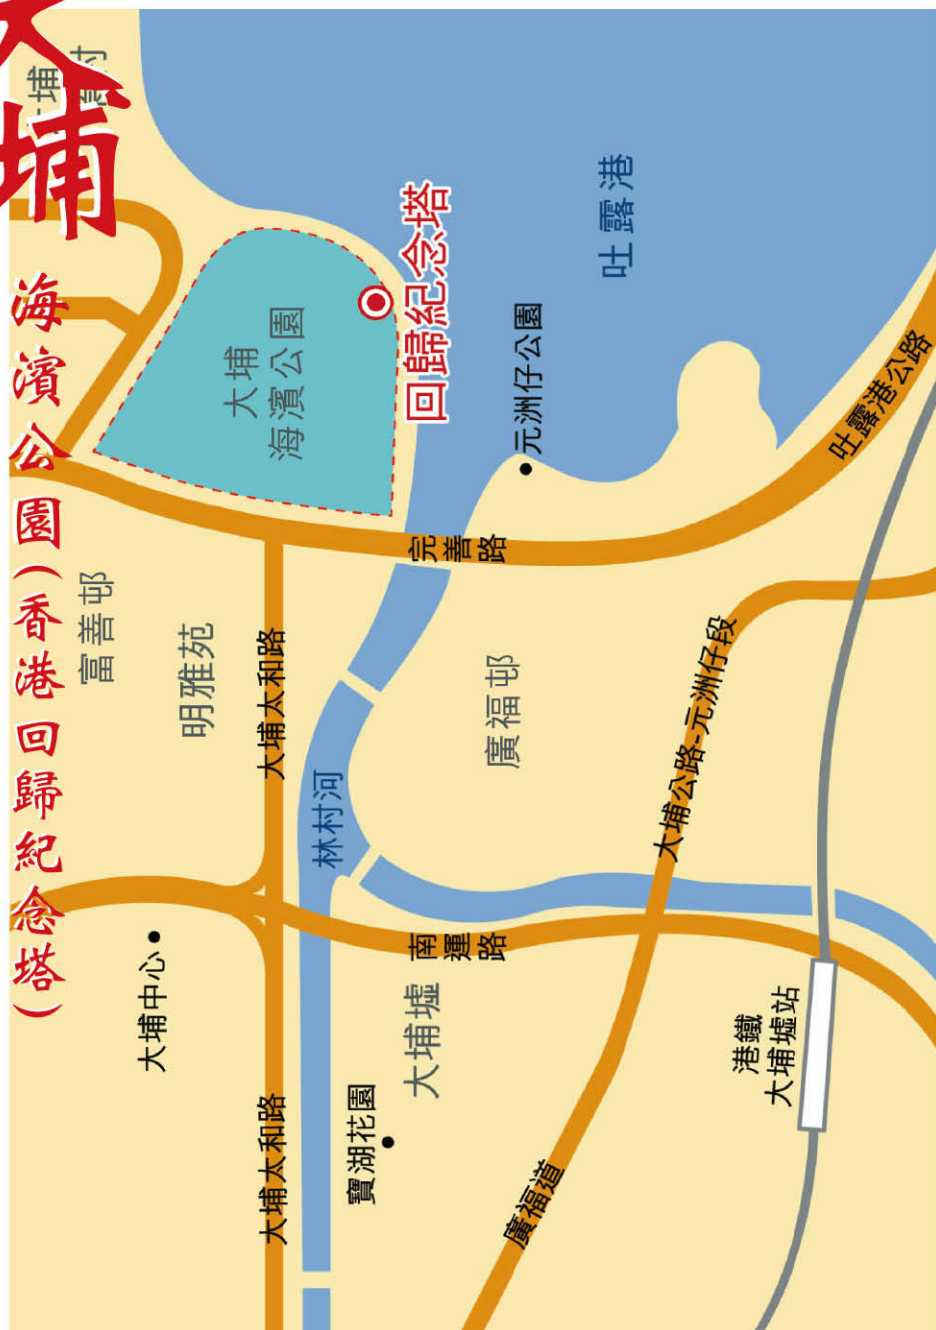 大埔
海濱公園(香港回歸紀念塔)
大埔
海濱公園
回歸紀念塔
吐露港
元洲仔公園
吐露港公路
完善路
富善邨
明雅苑
大埔太和路
廣福邨
大埔公路-元洲仔段
林村河
大埔中心
南運路
大埔墟
港鐵
大埔墟站
大埔太和路
寶湖花園
廣福道